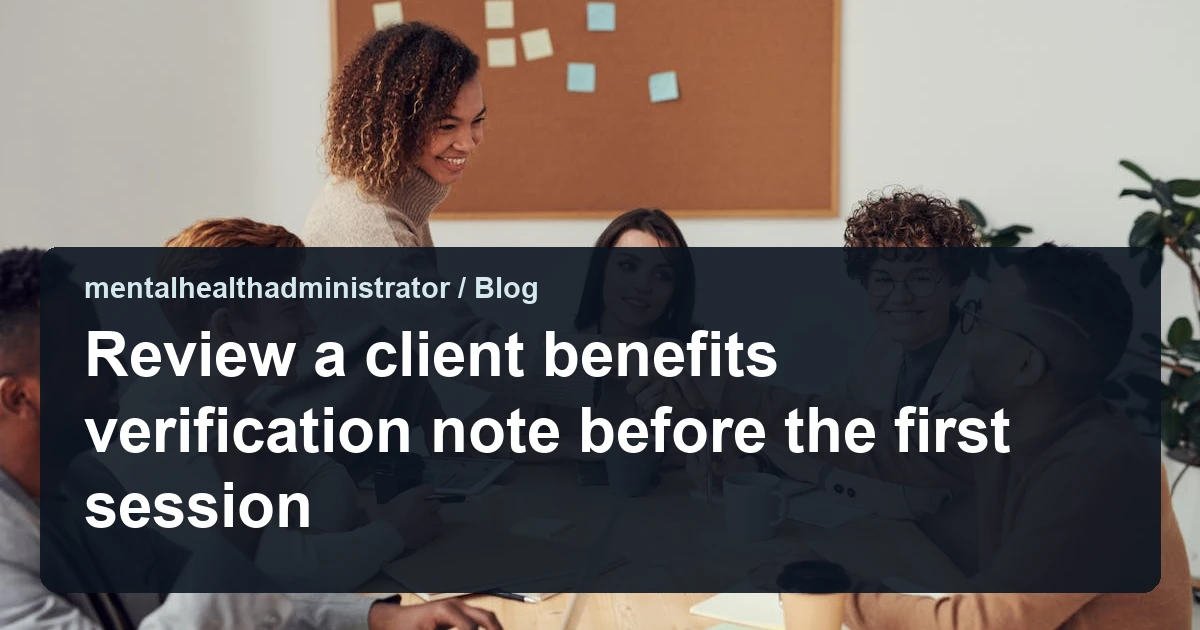 mentalhealthadministrator / Blog
Review a client benefits
verification note before the first
session